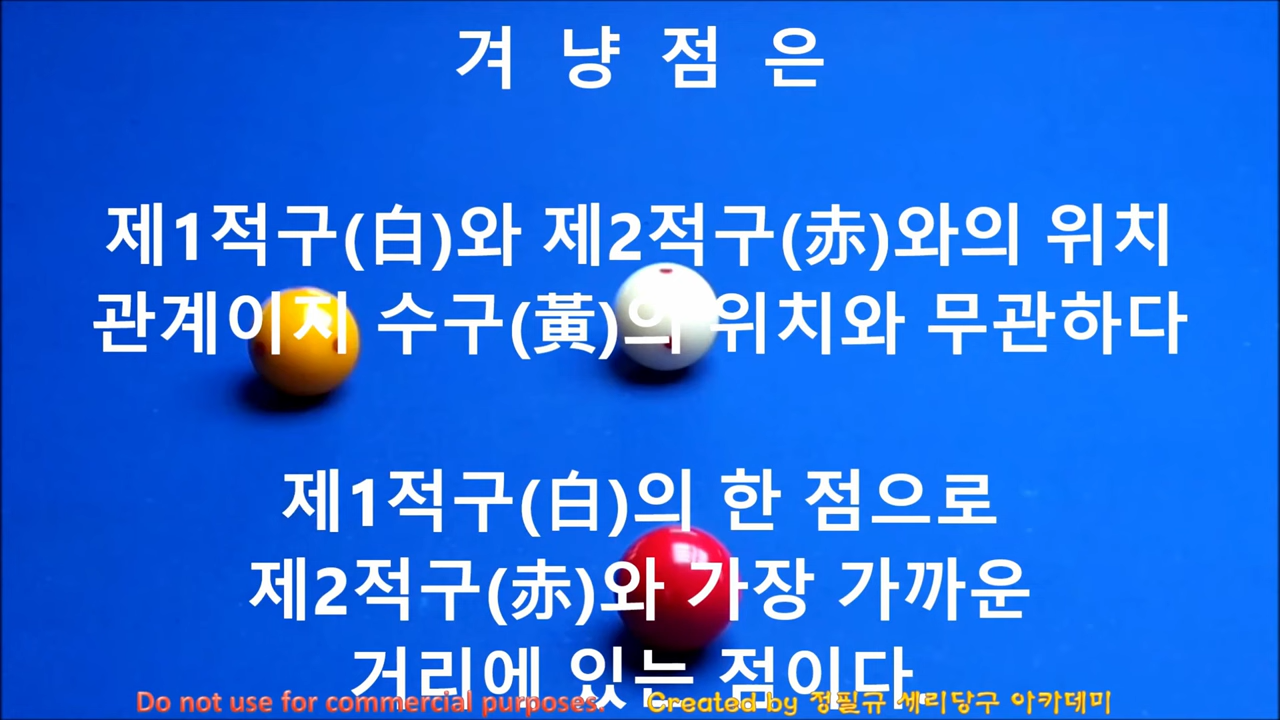 겨 냥 점 은
제1적구(白)와 제2적구(赤)와의 위치
관계이지 수구(黃)의 위치와 무관하다
제1적구(白)의 한 점으로
제2적구(赤)와 가장 가까운
거리에 있는 점이다.
Do not use for commercial purposes. Created by 정필규 세리당구 아카데미